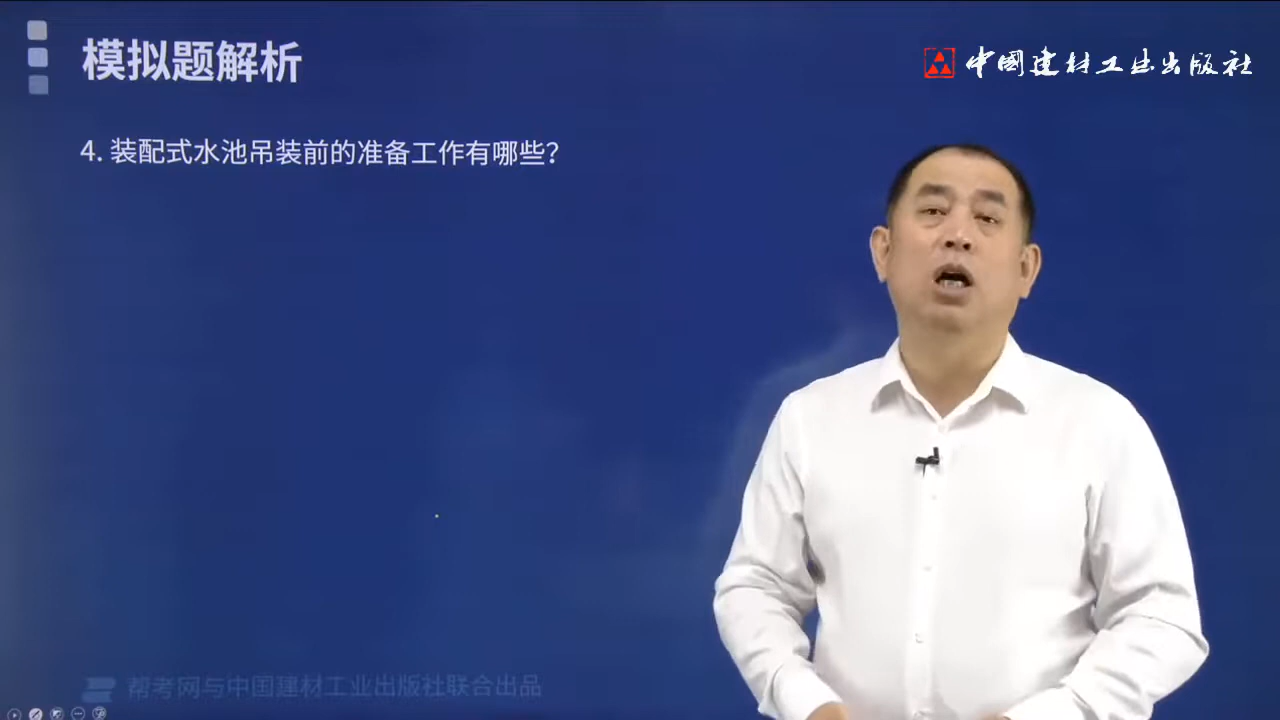 模拟题解析
中国建材工业出版社
4. 装配式水池吊装前的准备工作有哪些?
帮考网与中国建材工业出版社联合出品